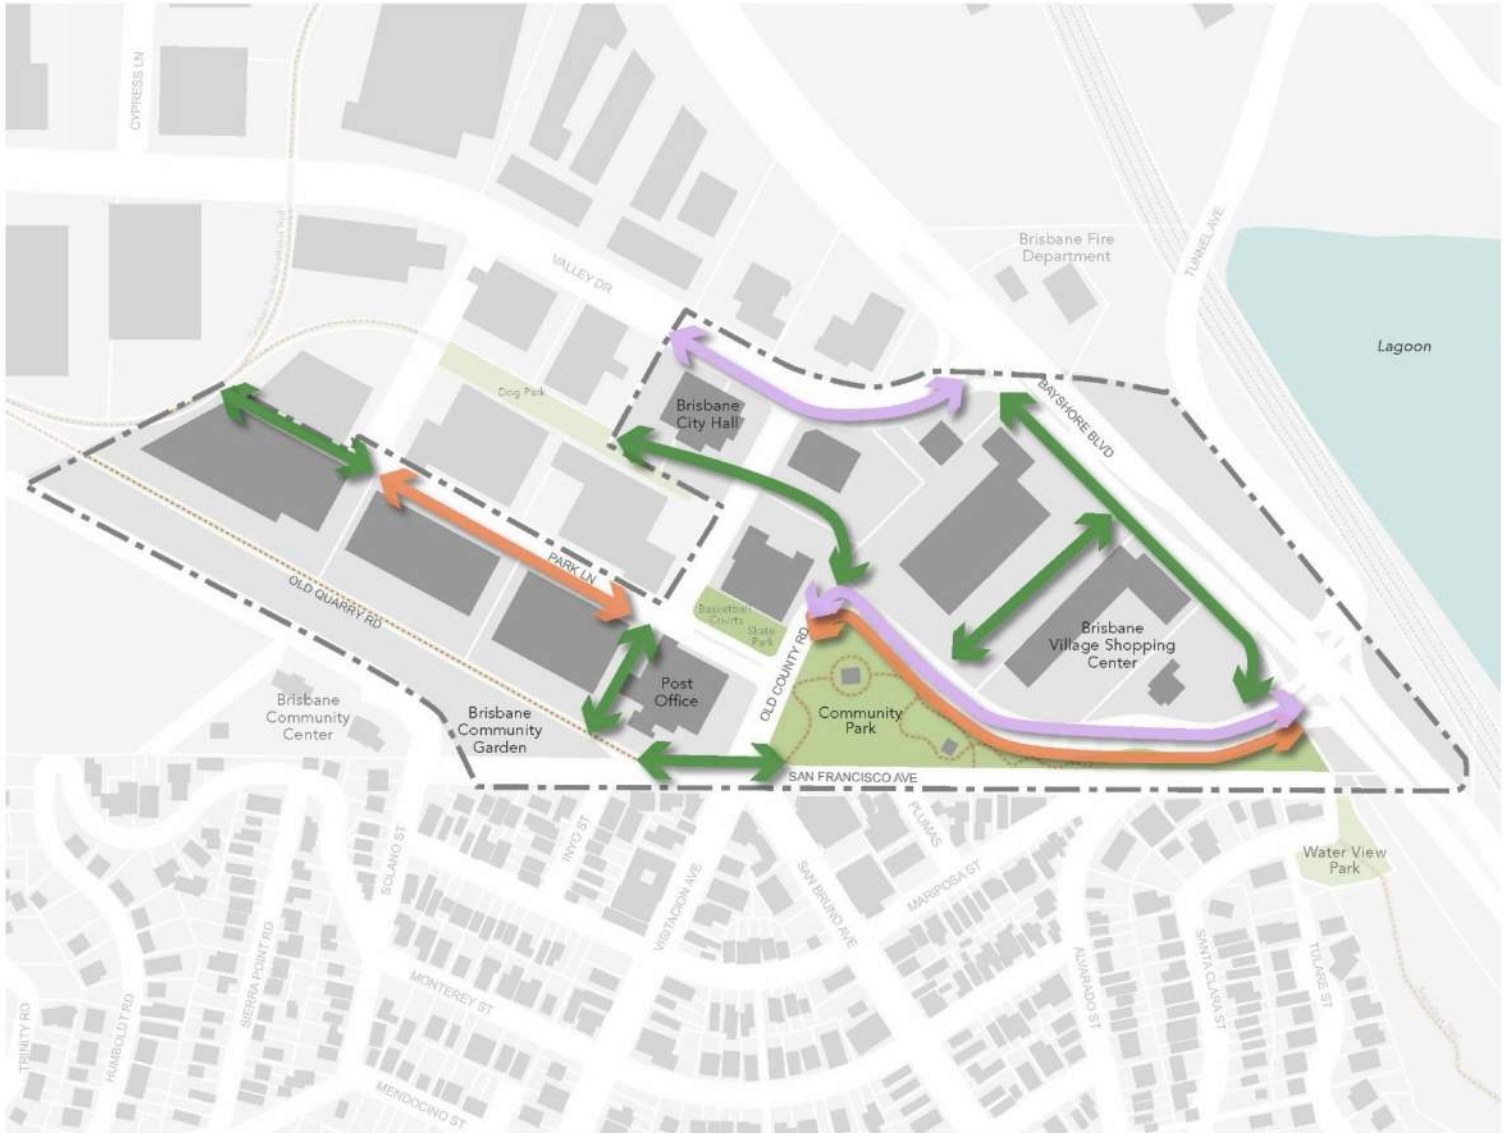 CYPRESS LN
VALLEY DR
Brisbane Fire
Department
TUNNEL AVE
Lagoon
Dog Park
Brisbane
City Hall
BAYSHORE BLVD
PARK LN
OLD QUARRY RD
Basketball
Courts
Skate
Park
OLD COUNTY RD
Brisbane
Village Shopping
Center
Post
Office
Brisbane
Community
Center
Brisbane
Community
Garden
Community
Park
SAN FRANCISCO AVE
INYO ST
PLUMAS
SOLANO ST
Water View
Park
MARIPOSA ST
VISITACION AVE
SAN BRUNO AVE
SIERRA POINT RD
MONTEREY ST
ALVARADO ST
SANTA CLARA ST
TULARE ST
TRINITY RD
HUMBOLDT RD
MENDOCINO ST